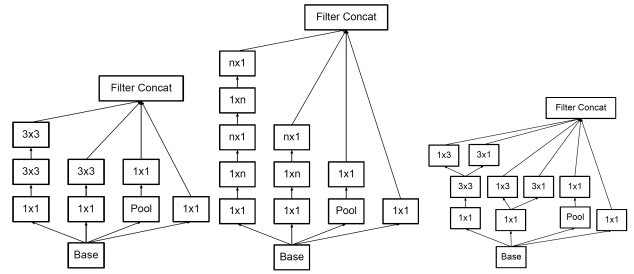 Filter Concat
3x3
3x3 3x3 1x1
1x1 1x1 Pool 1x1
Base
Filter Concat
nx1
1xn
nx1 nx1
1xn 1xn 1x1
1x1 1x1 Pool 1x1
Base
Filter Concat
1x3 3x1
3x3 1x3 3x1 1x1
1x1 1x1 Pool 1x1
Base